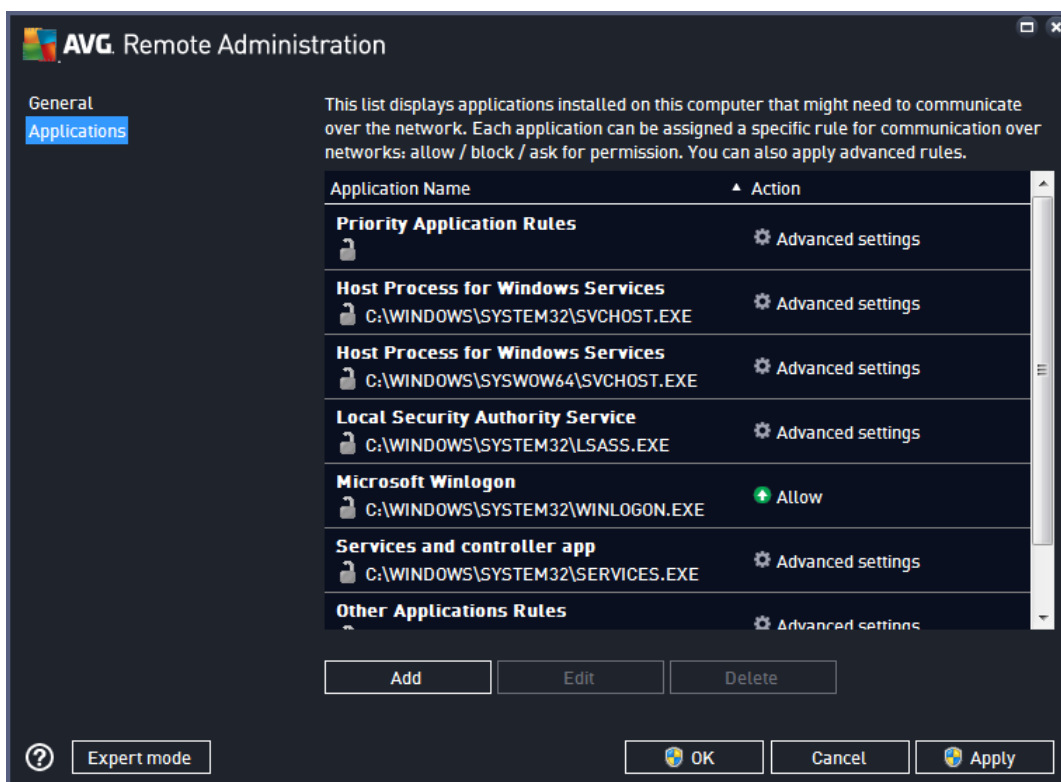 AVG. Remote Administration
General
Applications
This list displays applications installed on this computer that might need to communicate
over the network. Each application can be assigned a specific rule for communication over
networks: allow / block / ask for permission. You can also apply advanced rules.
Application Name Action
Priority Application Rules
Advanced settings
Host Process for Windows Services
C:\WINDOWS\SYSTEM32\SVCHOST.EXE
Advanced settings
Host Process for Windows Services
C:\WINDOWS\SYSWOW64\SVCHOST.EXE
Advanced settings
Local Security Authority Service
C:\WINDOWS\SYSTEM32\LSASS.EXE
Advanced settings
Microsoft Winlogon
C:\WINDOWS\SYSTEM32\WINLOGON.EXE
Allow
Services and controller app
C:\WINDOWS\SYSTEM32\SERVICES.EXE
Advanced settings
Other Applications Rules
Advanced settings
Add Edit Delete
Expert mode OK Cancel Apply